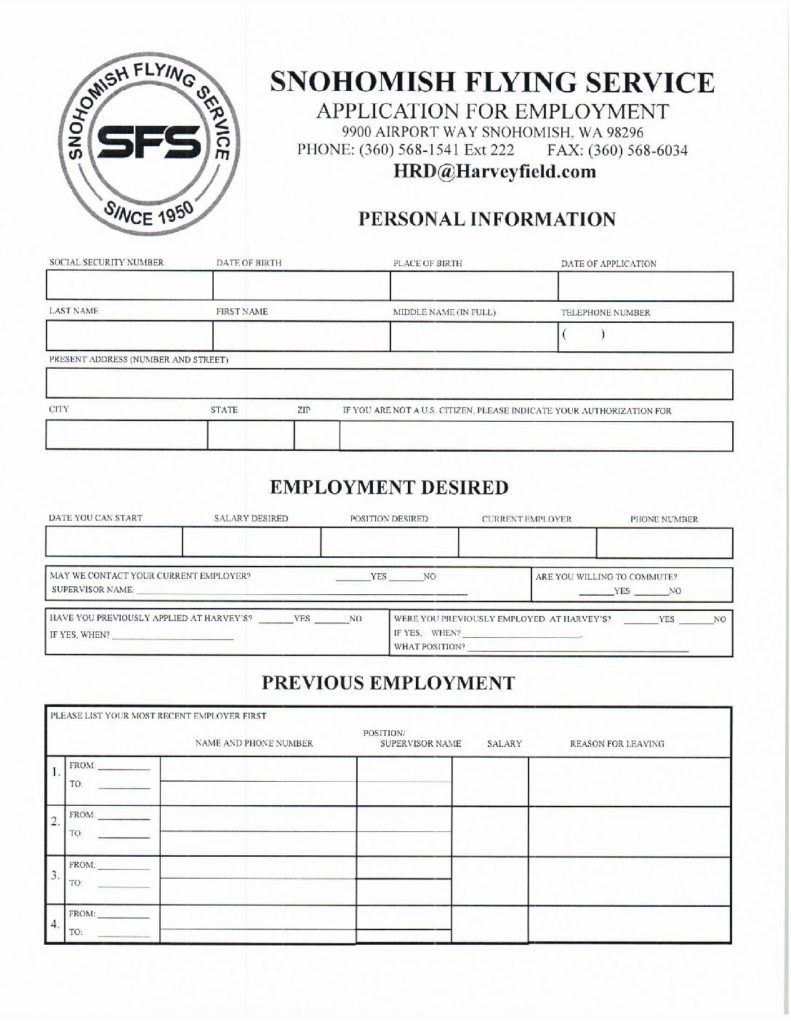 SNOHOMISH FLYING SERVICE
SFS
SINCE 1950
SNOHOMISH FLYING SERVICE
APPLICATION FOR EMPLOYMENT
9900 AIRPORT WAY SNOHOMISH, WA 98296
PHONE: (360) 568-1541 Ext 222 FAX: (360) 568-6034
HRD@Harveyfield.com
PERSONAL INFORMATION
SOCIAL SECURITY NUMBER DATE OF BIRTH PLACE OF BIRTH DATE OF APPLICATION
LAST NAME FIRST NAME MIDDLE NAME (IN FULL) TELEPHONE NUMBER
( )
PRESENT ADDRESS (NUMBER AND STREET)
CITY STATE ZIP IF YOU ARE NOT A U.S. CITIZEN, PLEASE INDICATE YOUR AUTHORIZATION FOR
EMPLOYMENT DESIRED
DATE YOU CAN START SALARY DESIRED POSITION DESIRED CURRENT EMPLOYER PHONE NUMBER
MAY WE CONTACT YOUR CURRENT EMPLOYER? ______YES ______NO ARE YOU WILLING TO COMMUTE?
SUPERVISOR NAME: ______ ______YES ______NO
HAVE YOU PREVIOUSLY APPLIED AT HARVEY'S? ______YES ______NO WERE YOU PREVIOUSLY EMPLOYED AT HARVEY'S? ______YES ______NO
IF YES, WHEN? ______ IF YES, WHEN? ______
WHAT POSITION? ______
PREVIOUS EMPLOYMENT
PLEASE LIST YOUR MOST RECENT EMPLOYER FIRST
POSITION/
NAME AND PHONE NUMBER SUPERVISOR NAME SALARY REASON FOR LEAVING
1. FROM: ______
TO: ______
2. FROM: ______
TO: ______
3. FROM: ______
TO: ______
4. FROM: ______
TO: ______